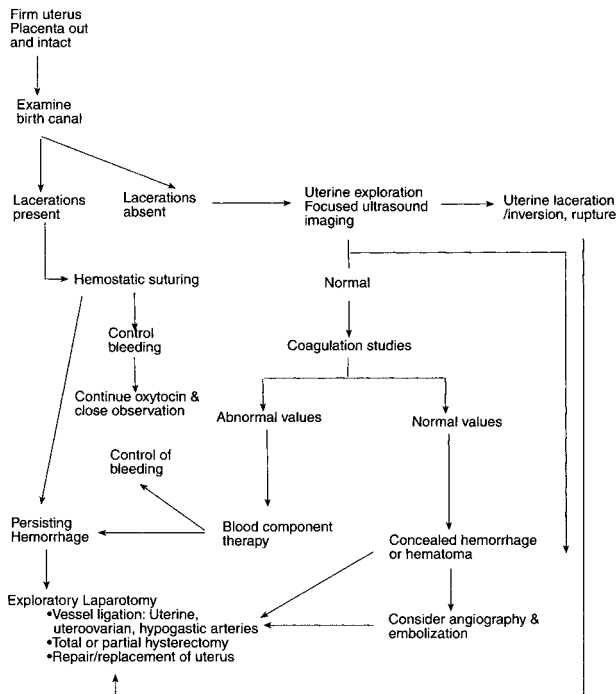 Firm uterus
Placenta out
and intact
Examine
birth canal
Lacerations
present
Lacerations
absent
Uterine exploration
Focused ultrasound
imaging
Uterine laceration
/inversion, rupture
Hemostatic suturing
Normal
Control
bleeding
Coagulation studies
Continue oxytocin &
close observation
Abnormal values
Normal values
Control of
bleeding
Persisting
Hemorrhage
Blood component
therapy
Concealed hemorrhage
or hematoma
Exploratory Laparotomy
•Vessel ligation: Uterine,
uteroovarian, hypogastic arteries
•Total or partial hysterectomy
•Repair/replacement of uterus
Consider angiography &
embolization